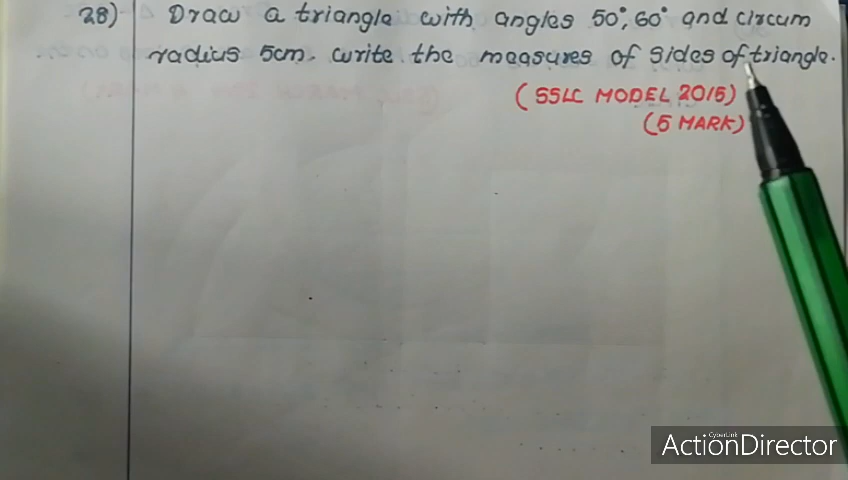 28) Draw a triangle with angles 50°, 60° and circum
radius 5cm. write the measures of sides of triangle.
(SSLC MODEL 2015)
(5 MARK)
CyberLink
ActionDirector